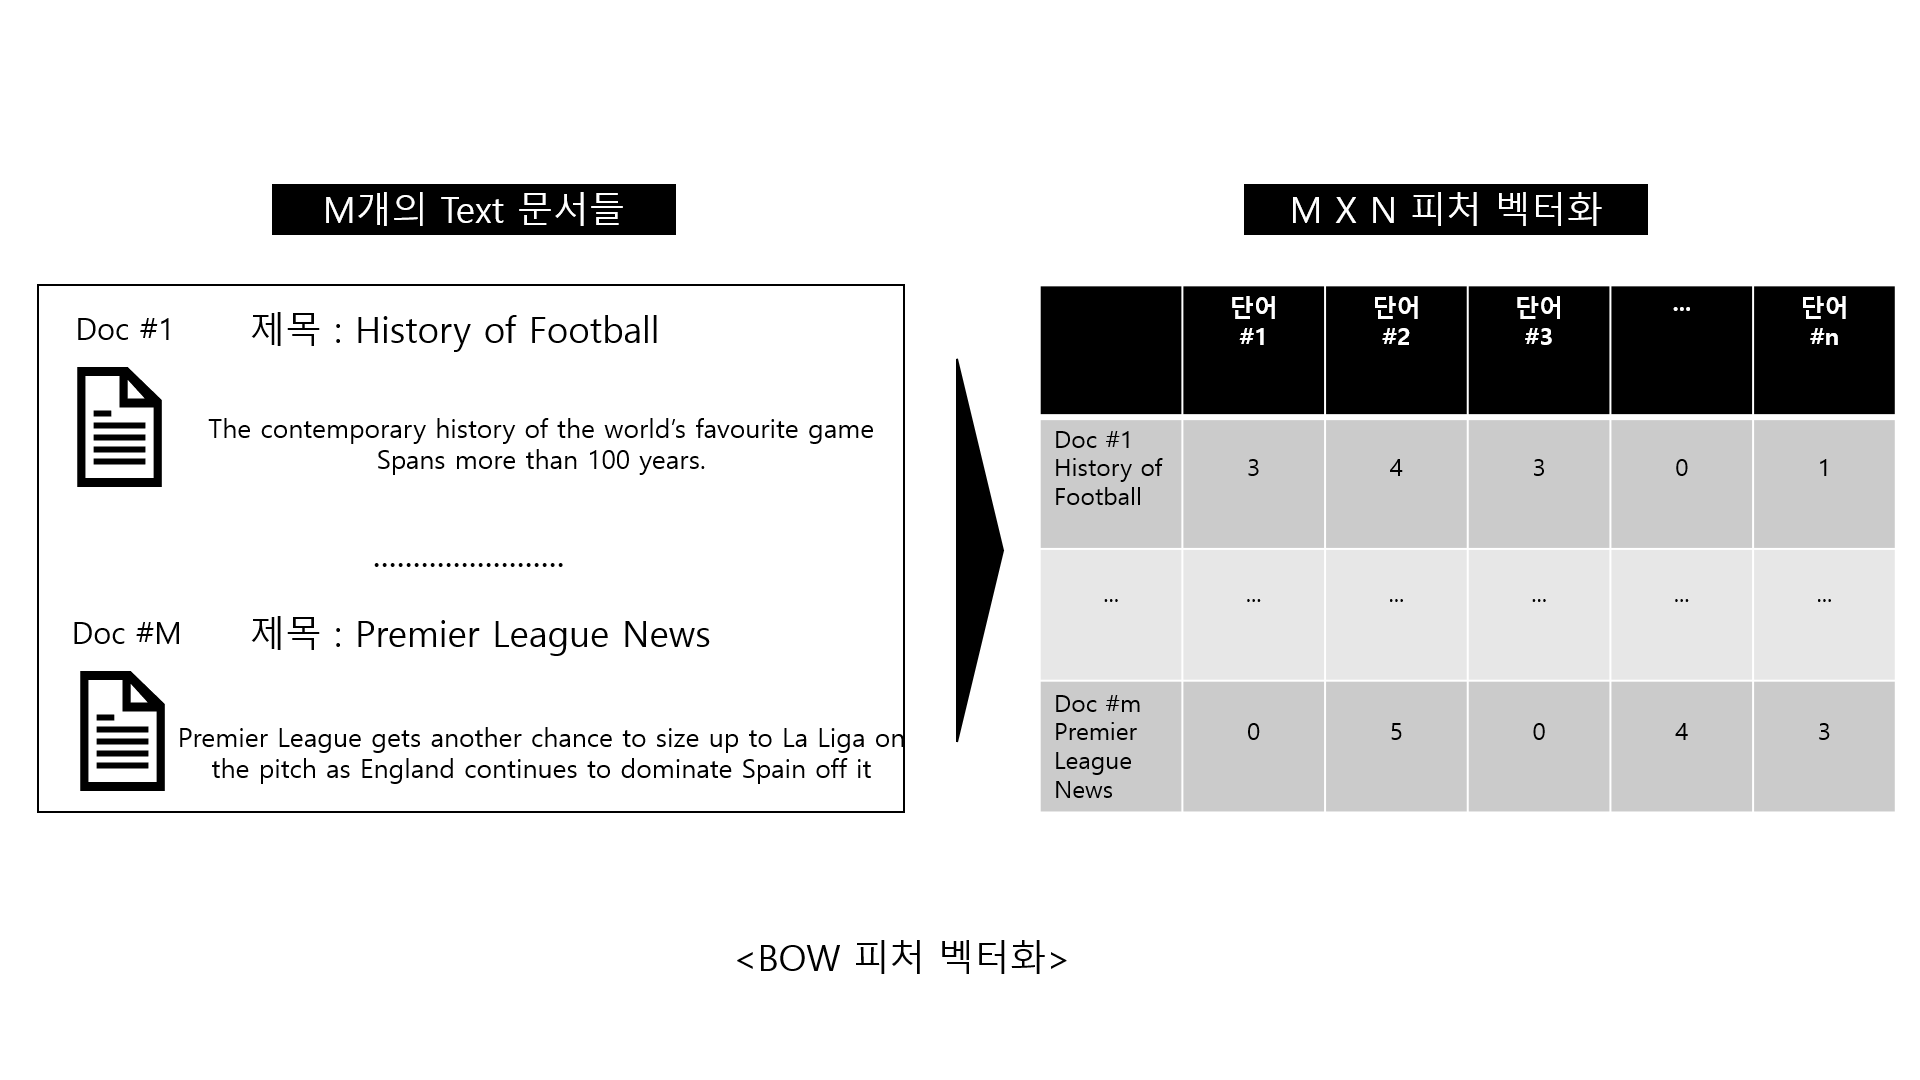 M개의 Text 문서들
M X N 피처 벡터화
Doc #1
제목 : History of Football
The contemporary history of the world’s favourite game
Spans more than 100 years.
........................
Doc #M
제목 : Premier League News
Premier League gets another chance to size up to La Liga on
the pitch as England continues to dominate Spain off it
단어 단어 단어 ... 단어
#1 #2 #3 #n
Doc #1
History of 3 4 3 0 1
Football
... ... ... ... ... ...
Doc #m
Premier 0 5 0 4 3
League
News
<BOW 피처 벡터화>